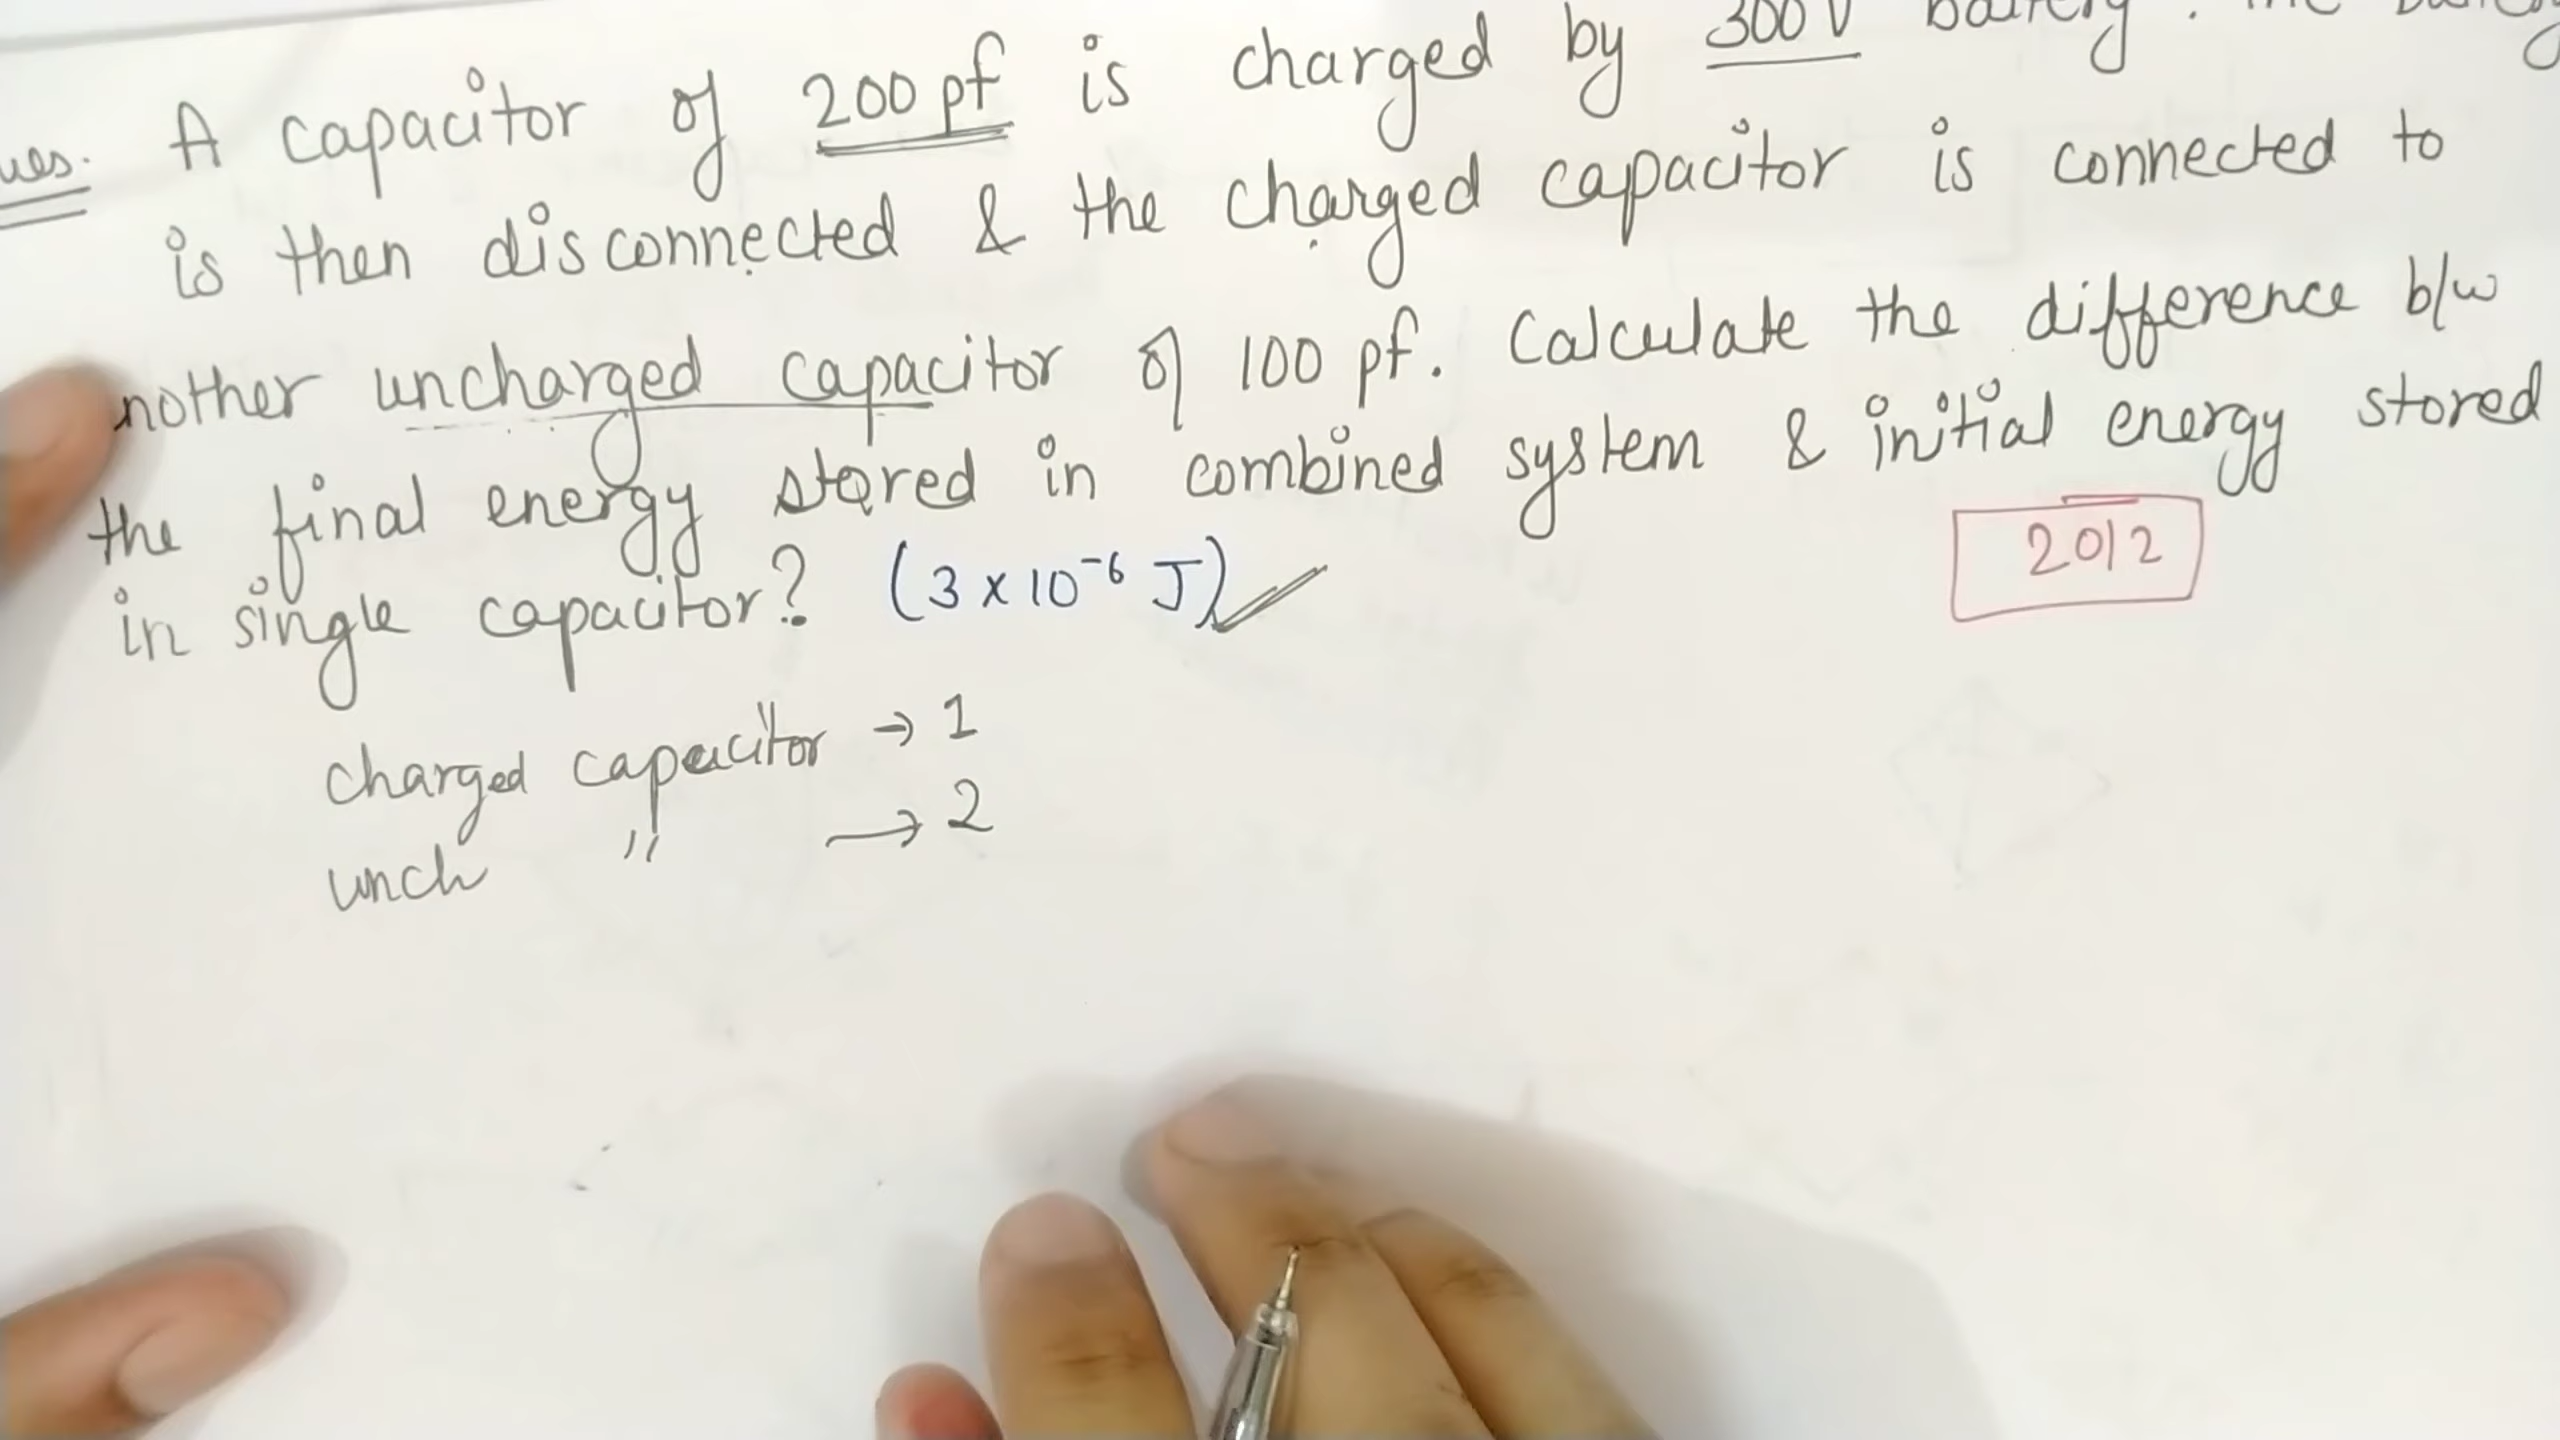 ues. A capacitor of 200 pf is charged by 300 V battery. The
is then disconnected & the charged capacitor is connected to
nother uncharged capacitor of 100 pf. Calculate the difference b/w
the final energy stored in combined system & initial energy stored
in single capacitor? (3 x 10⁻⁶ J)
2012
charged capacitor → 1
unch " → 2